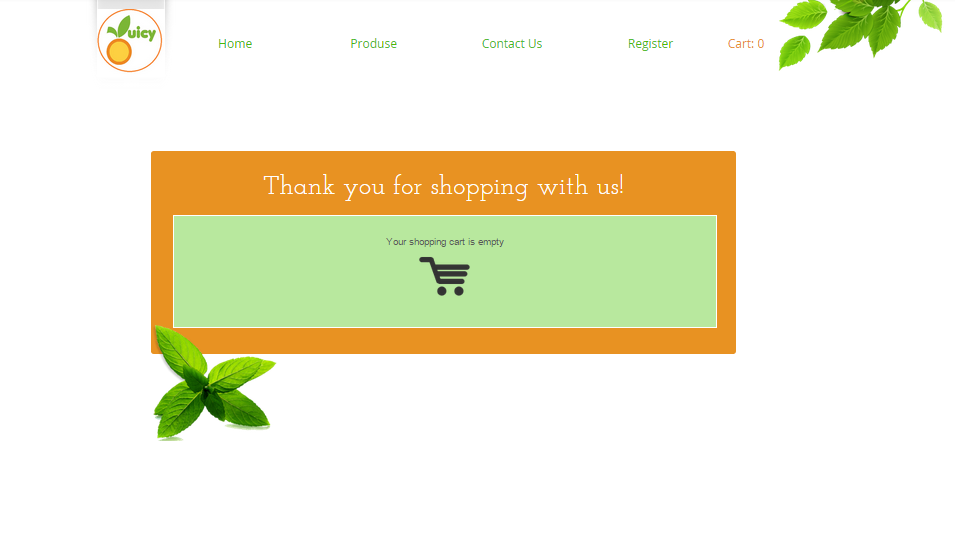 uicy
Home
Produse
Contact Us
Register
Cart: 0
Thank you for shopping with us!
Your shopping cart is empty